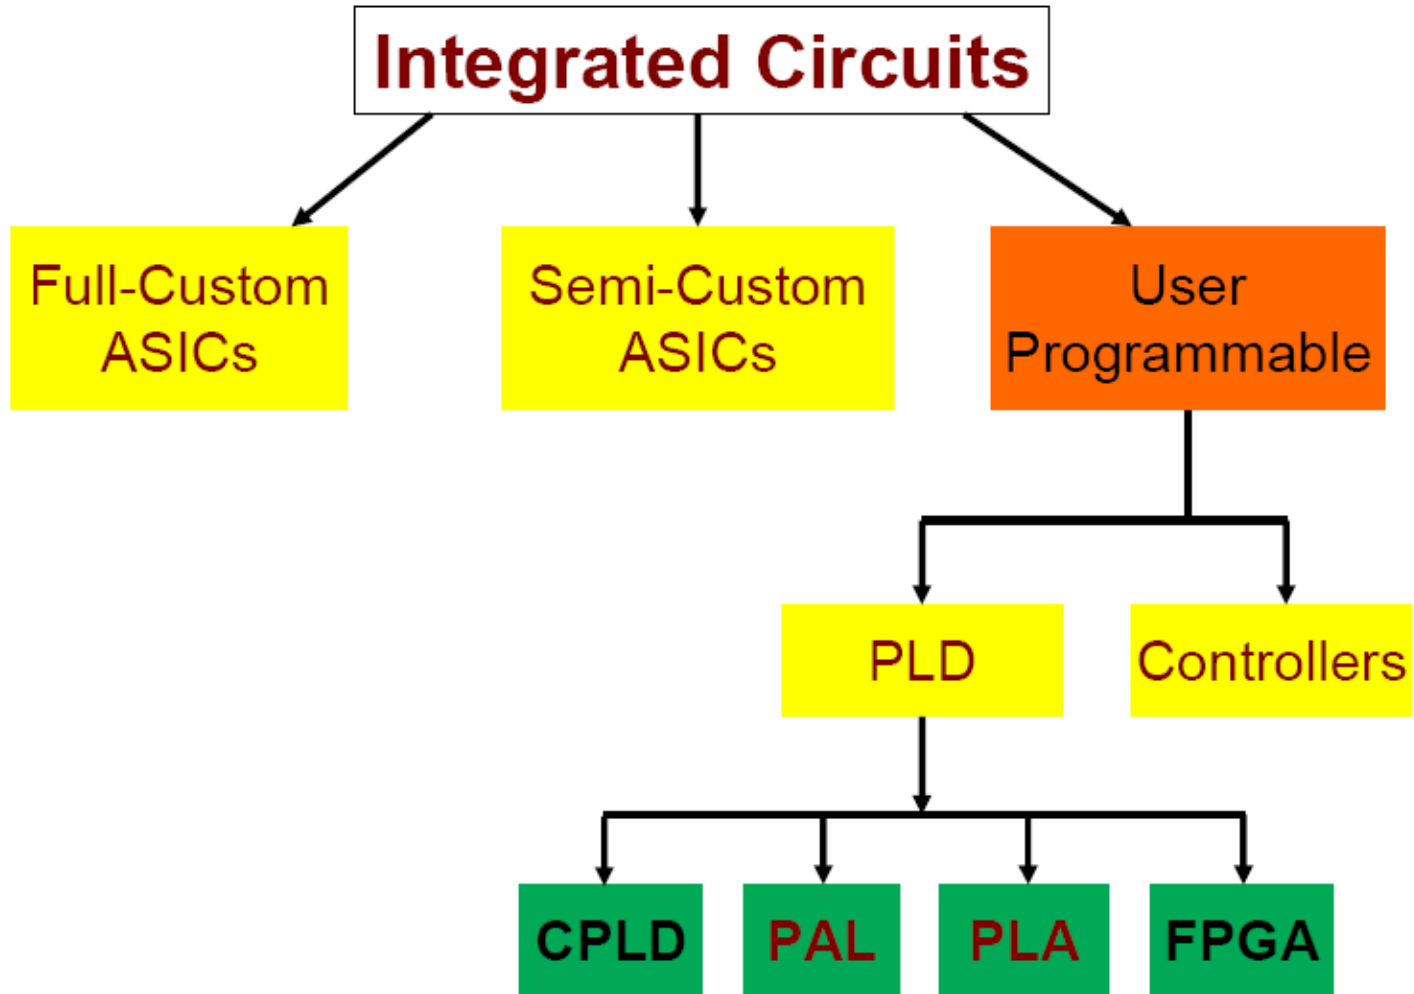 Integrated Circuits
Full-Custom
ASICs
Semi-Custom
ASICs
User
Programmable
PLD
Controllers
CPLD
PAL
PLA
FPGA